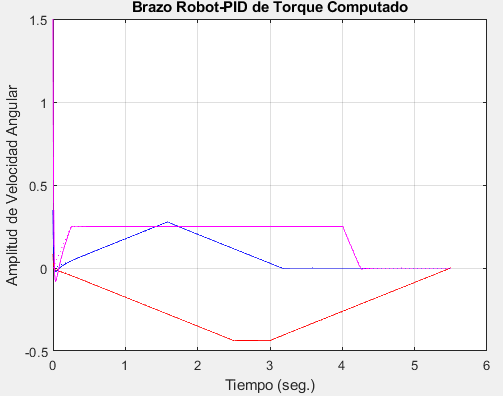 Brazo Robot-PID de Torque Computado
1.5
1
0.5
0
-0.5
Amplitud de Velocidad Angular
0 1 2 3 4 5 6
Tiempo (seg.)